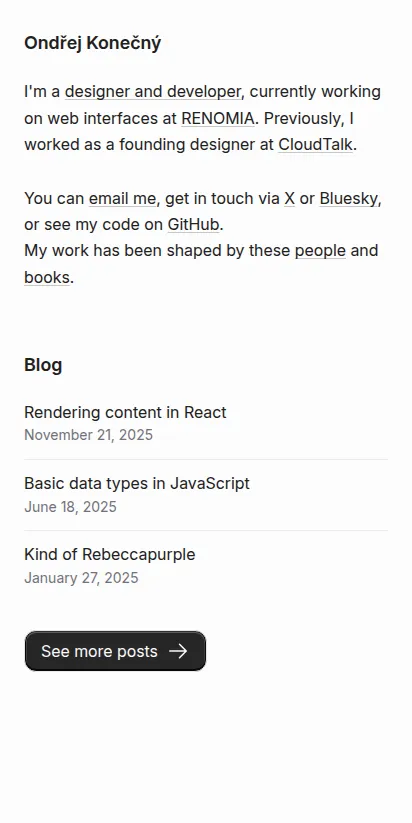 Ondřej Konečný
I'm a designer and developer, currently working
on web interfaces at RENOMIA. Previously, I
worked as a founding designer at CloudTalk.
You can email me, get in touch via X or Bluesky,
or see my code on GitHub.
My work has been shaped by these people and
books.
Blog
Rendering content in React
November 21, 2025
Basic data types in JavaScript
June 18, 2025
Kind of Rebeccapurple
January 27, 2025
See more posts